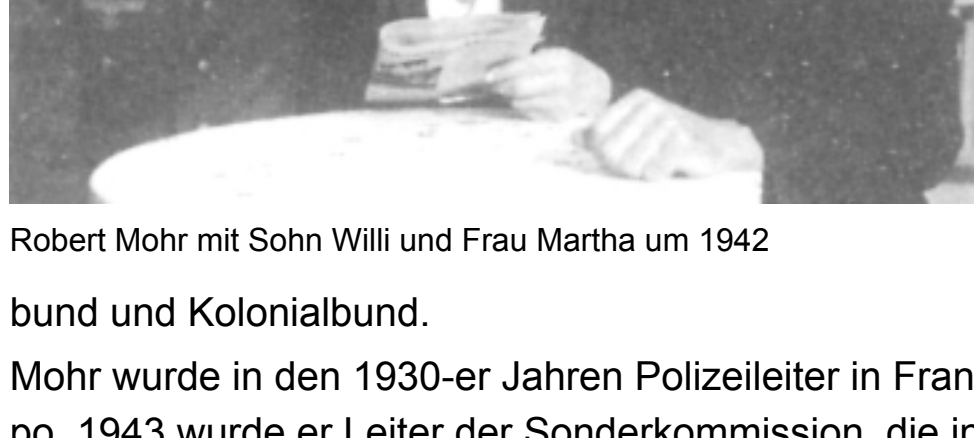 Robert Mohr mit Sohn Willi und Frau Martha um 1942
bund und Kolonialbund.
Mohr wurde in den 1930-er Jahren Polizeileiter in Fran
po. 1943 wurde er Leiter der Sonderkommission, die in